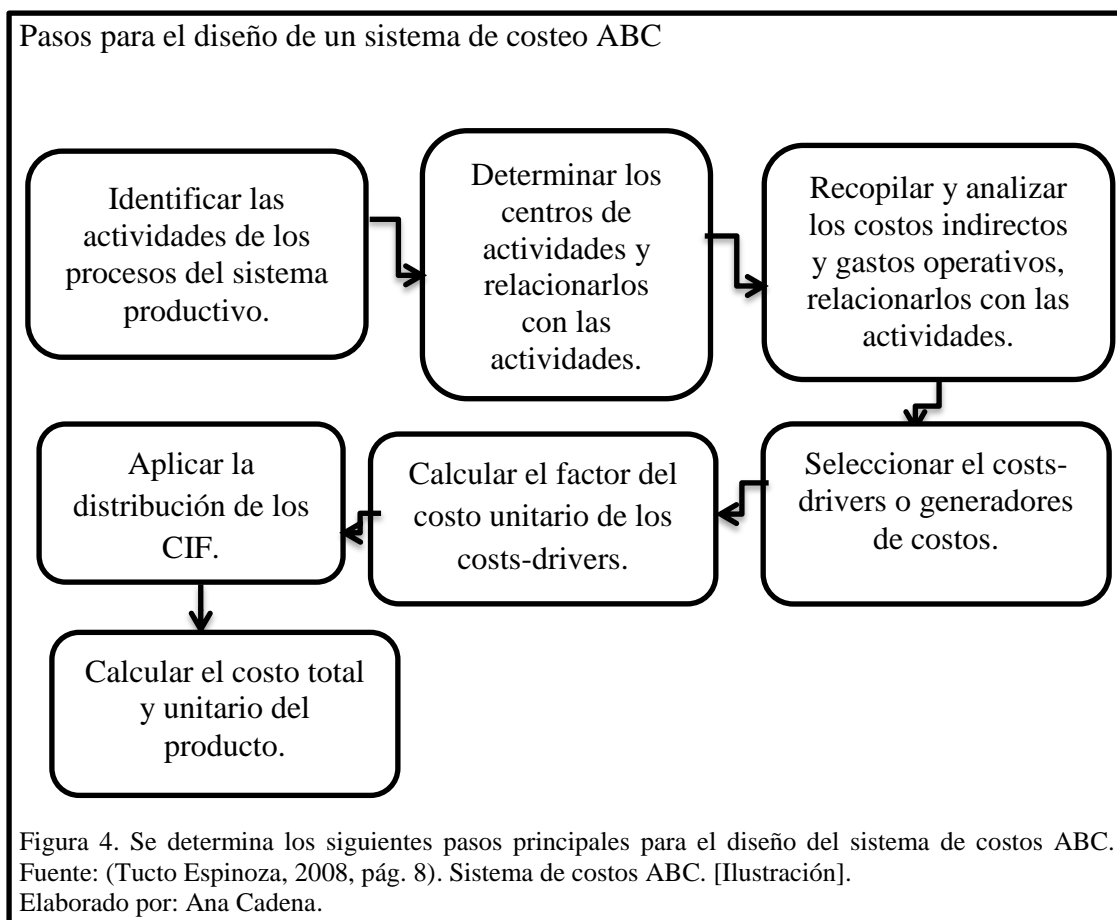 Pasos para el diseño de un sistema de costeo ABC
Identificar las
actividades de los
procesos del sistema
productivo.
Determinar los
centros de
actividades y
relacionarlos
con las
actividades.
Recopilar y analizar
los costos indirectos
y gastos operativos,
relacionarlos con las
actividades.
Seleccionar el costs-
drivers o generadores
de costos.
Calcular el factor del
costo unitario de los
costs-drivers.
Aplicar la
distribución de los
CIF.
Calcular el costo total
y unitario del
producto.
Figura 4. Se determina los siguientes pasos principales para el diseño del sistema de costos ABC.
Fuente: (Tucto Espinoza, 2008, pág. 8). Sistema de costos ABC. [Ilustración].
Elaborado por: Ana Cadena.